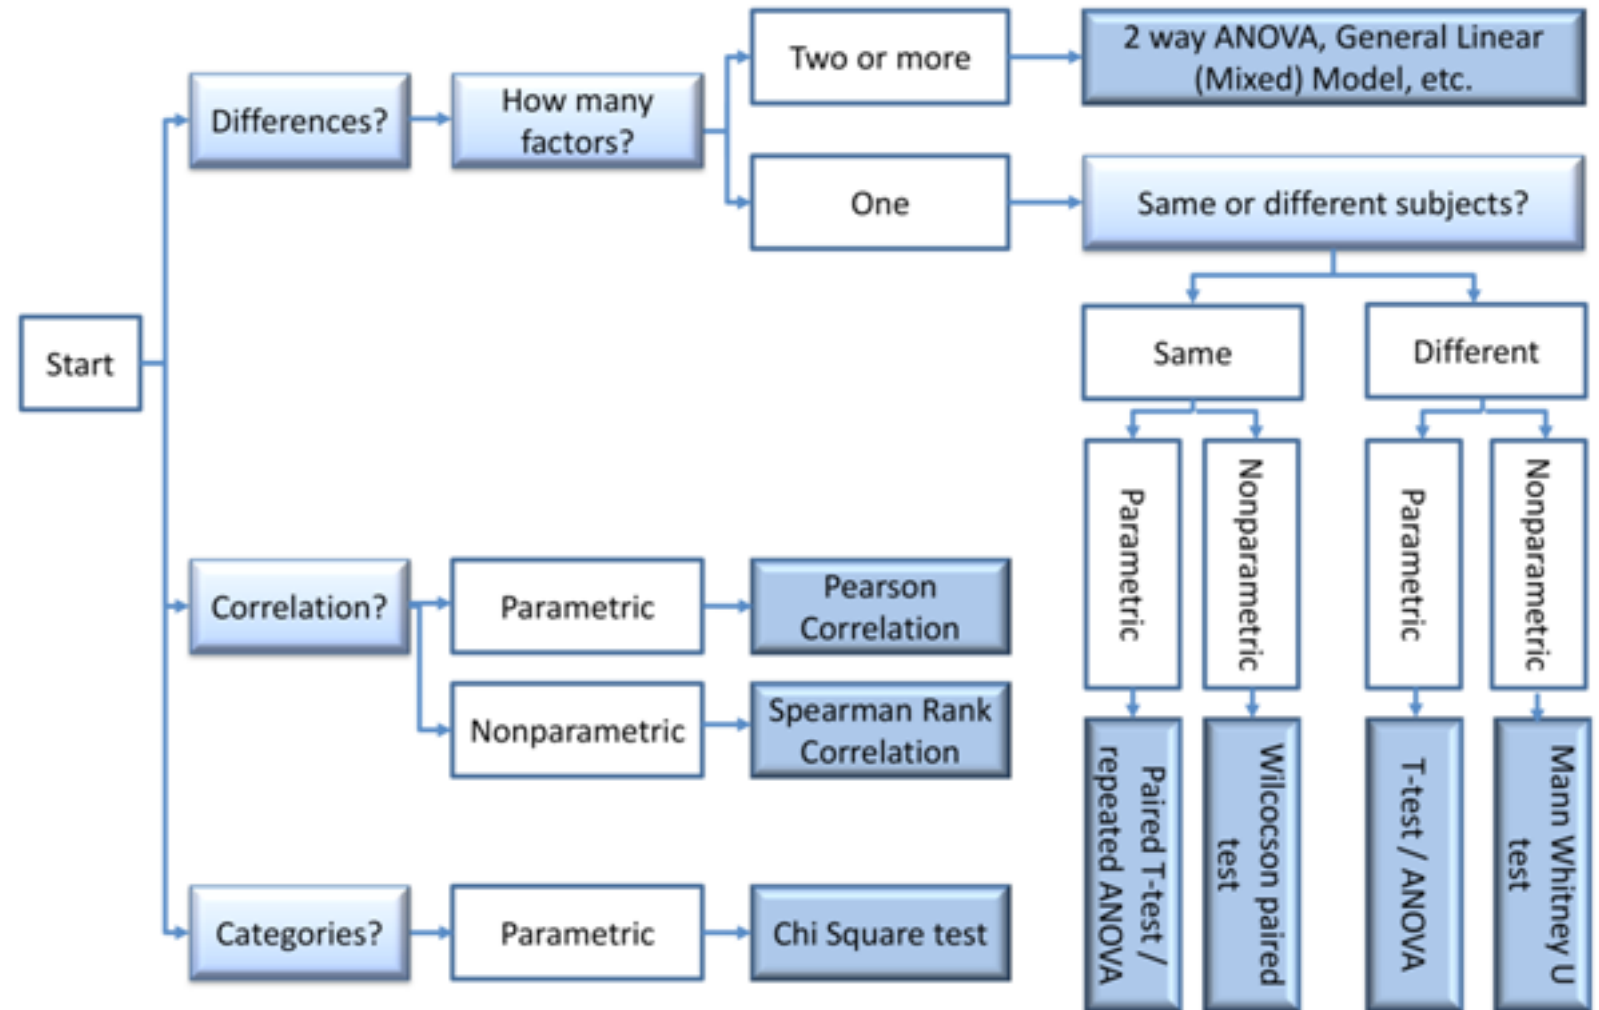 Two or more
2 way ANOVA, General Linear
(Mixed) Model, etc.
Differences?
How many
factors?
One
Same or different subjects?
Start
Same
Different
Parametric
Nonparametric
Parametric
Nonparametric
Correlation?
Parametric
Pearson
Correlation
Nonparametric
Spearman Rank
Correlation
Paired T-test /
repeated ANOVA
Wilcocson paired
test
T-test / ANOVA
Mann Whitney U
test
Categories?
Parametric
Chi Square test